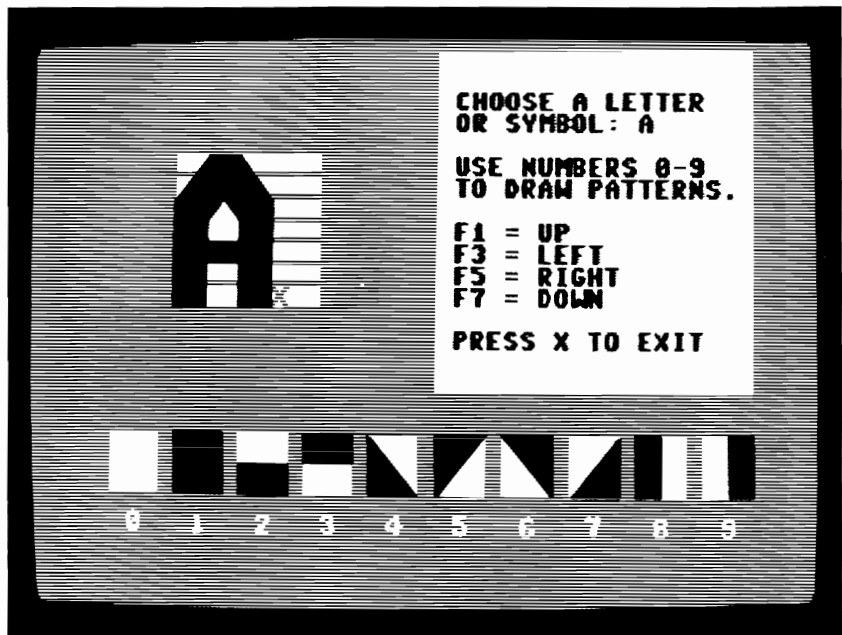 CHOOSE A LETTER
OR SYMBOL: A
USE NUMBERS 0-9
TO DRAW PATTERNS.
F1 = UP
F3 = LEFT
F5 = RIGHT
F7 = DOWN
PRESS X TO EXIT
A
X
0 1 2 3 4 5 6 7 8 9